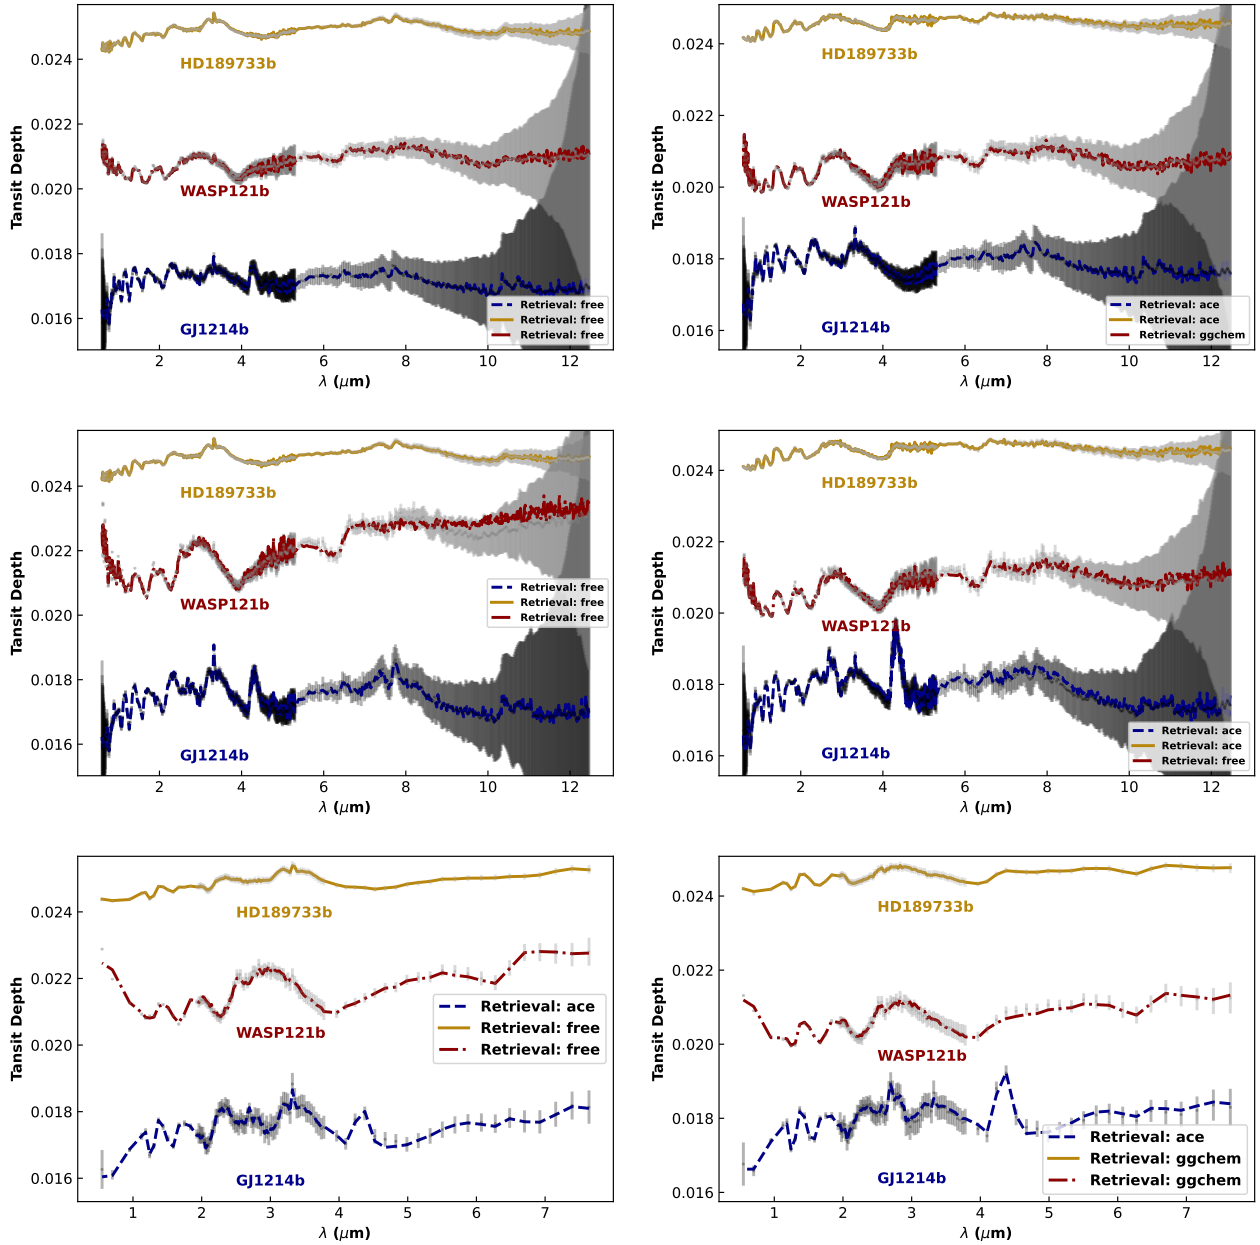 0.024
0.022
0.020
0.018
0.016
Tansit Depth
HD189733b
WASP121b
GJ1214b
Retrieval: free
Retrieval: free
Retrieval: free
2 4 6 8 10 12
λ (μm)
0.024
0.022
0.020
0.018
0.016
Tansit Depth
HD189733b
WASP121b
GJ1214b
Retrieval: ace
Retrieval: ace
Retrieval: ggchem
2 4 6 8 10 12
λ (μm)
0.024
0.022
0.020
0.018
0.016
Tansit Depth
HD189733b
WASP121b
GJ1214b
Retrieval: free
Retrieval: free
Retrieval: free
2 4 6 8 10 12
λ (μm)
0.024
0.022
0.020
0.018
0.016
Tansit Depth
HD189733b
WASP121b
GJ1214b
Retrieval: ace
Retrieval: ace
Retrieval: free
2 4 6 8 10 12
λ (μm)
0.024
0.022
0.020
0.018
0.016
Tansit Depth
HD189733b
WASP121b
GJ1214b
Retrieval: ace
Retrieval: free
Retrieval: free
1 2 3 4 5 6 7
λ (μm)
0.024
0.022
0.020
0.018
0.016
Tansit Depth
HD189733b
WASP121b
GJ1214b
Retrieval: ace
Retrieval: ggchem
Retrieval: ggchem
1 2 3 4 5 6 7
λ (μm)